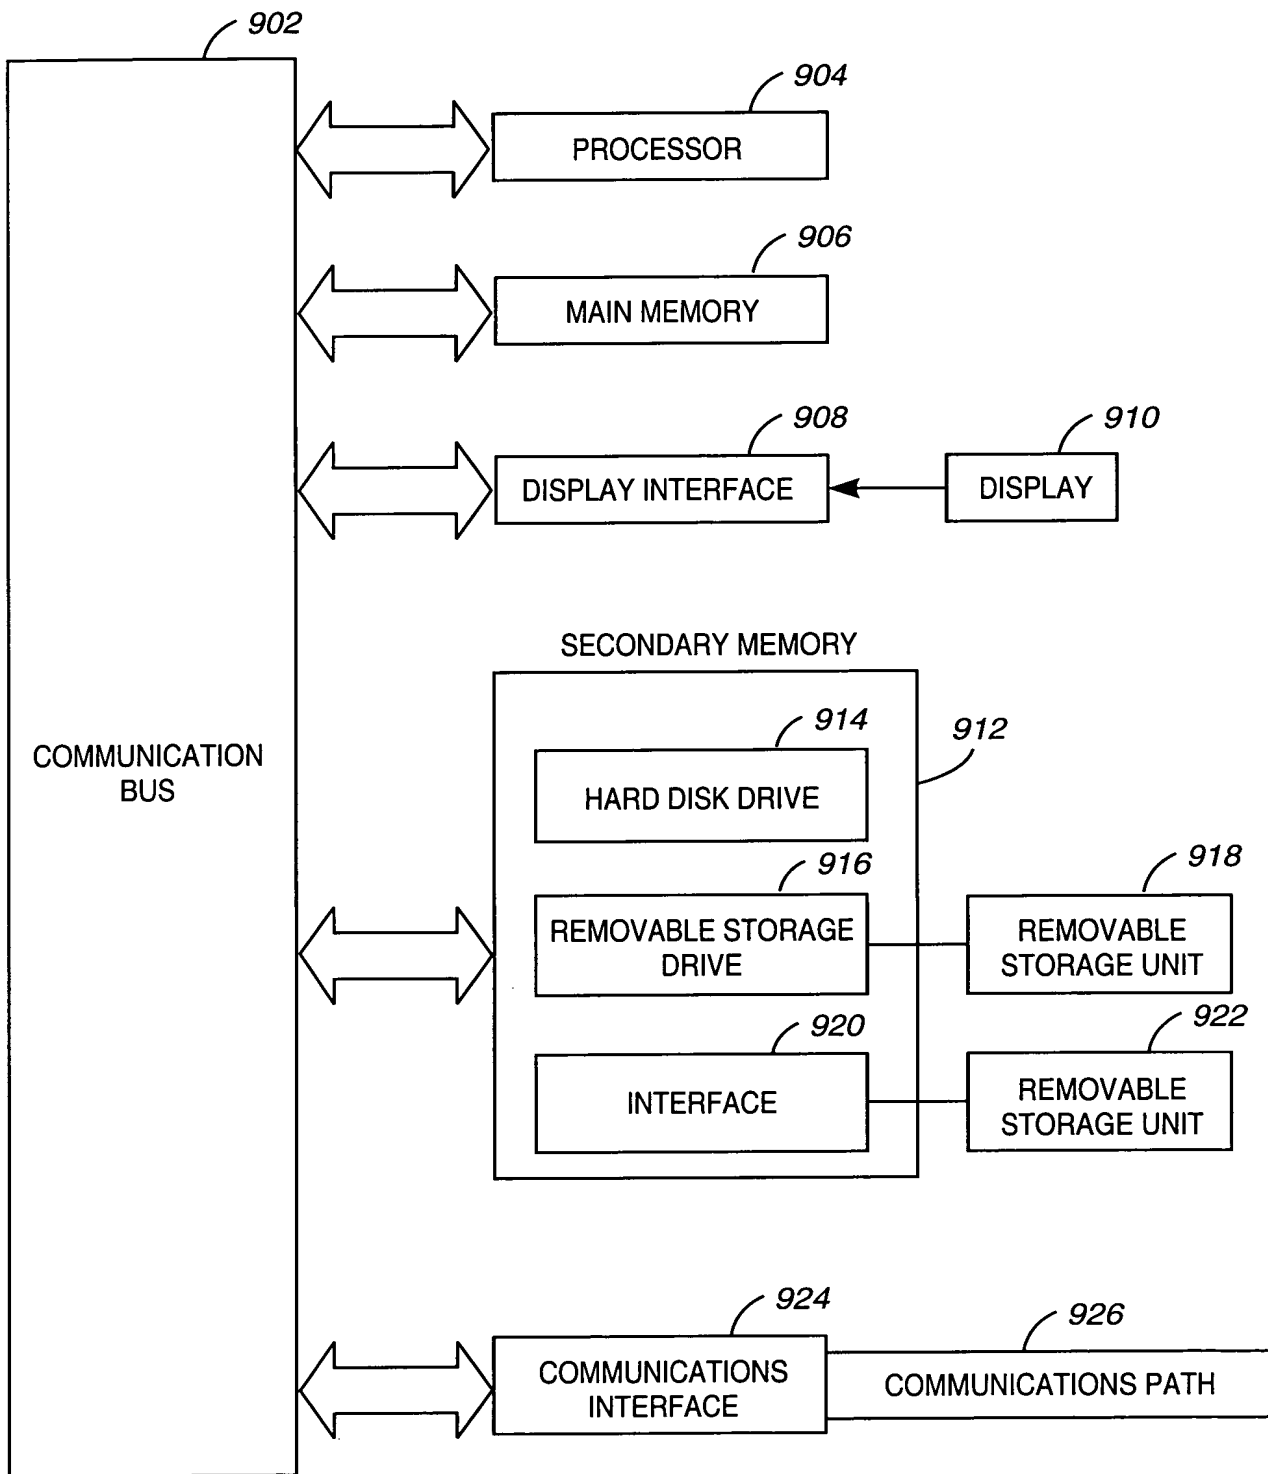 902
904
PROCESSOR
906
MAIN MEMORY
908
910
DISPLAY INTERFACE
DISPLAY
SECONDARY MEMORY
914
912
HARD DISK DRIVE
COMMUNICATION
BUS
916
918
REMOVABLE STORAGE
DRIVE
REMOVABLE
STORAGE UNIT
920
922
INTERFACE
REMOVABLE
STORAGE UNIT
924
926
COMMUNICATIONS
INTERFACE
COMMUNICATIONS PATH